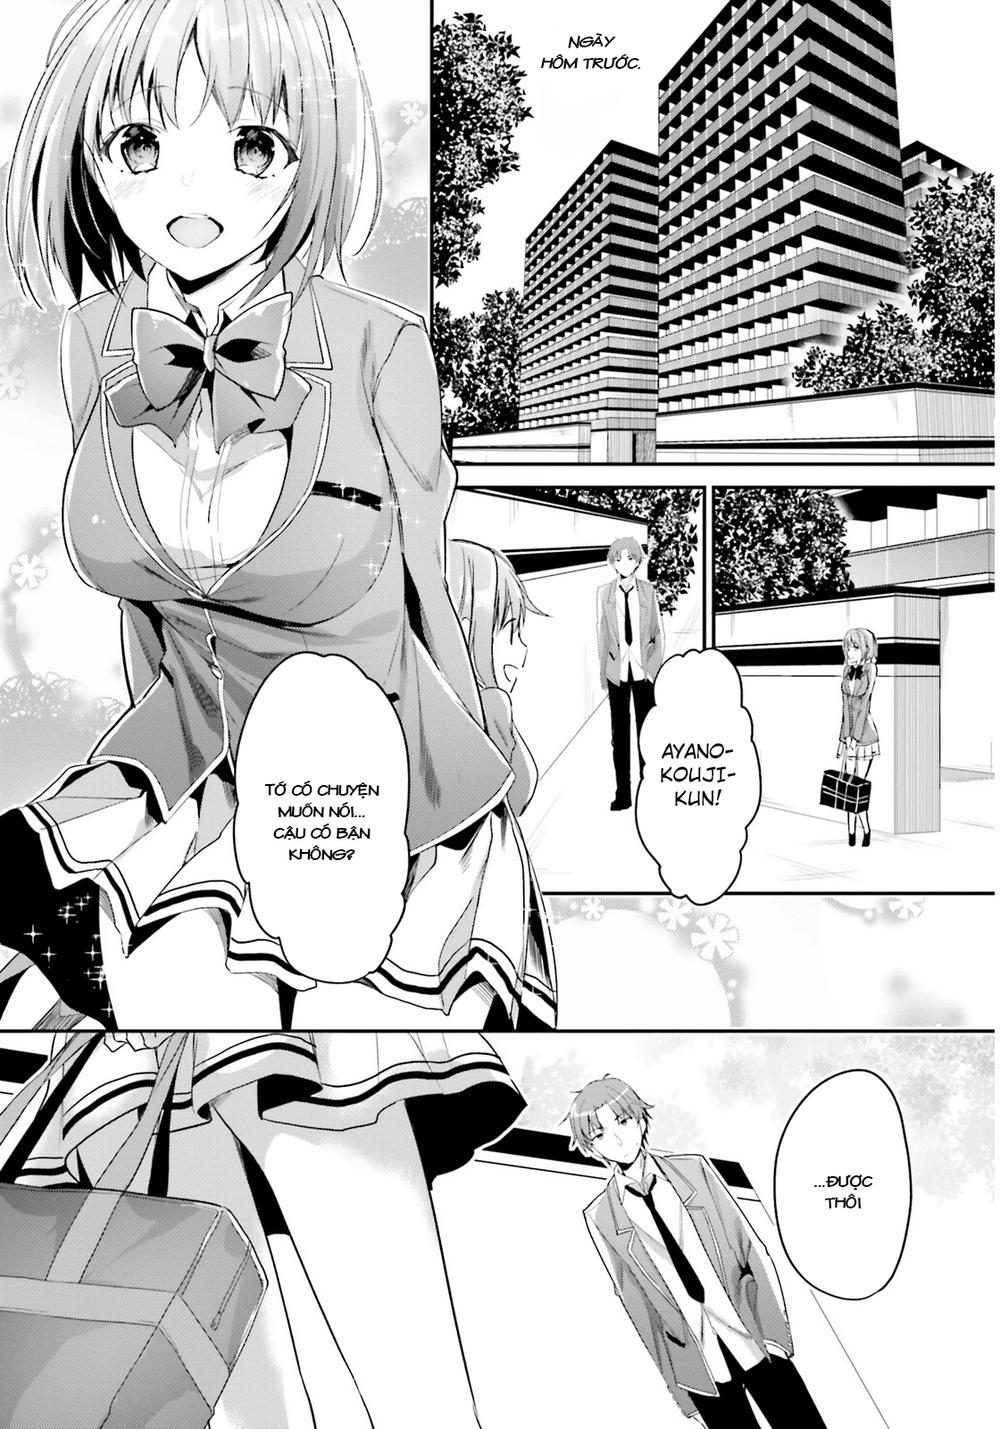 NGÀY
HÔM TRƯỚC.
AYANO-
KOUJI-
KUN!
TỚ CÓ CHUYỆN
MUỐN NÓI...
CẬU CÓ BẬN
KHÔNG?
...ĐƯỢC
THÔI